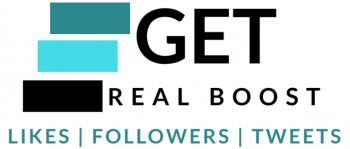 GET
REAL BOOST
LIKES | FOLLOWERS | TWEETS